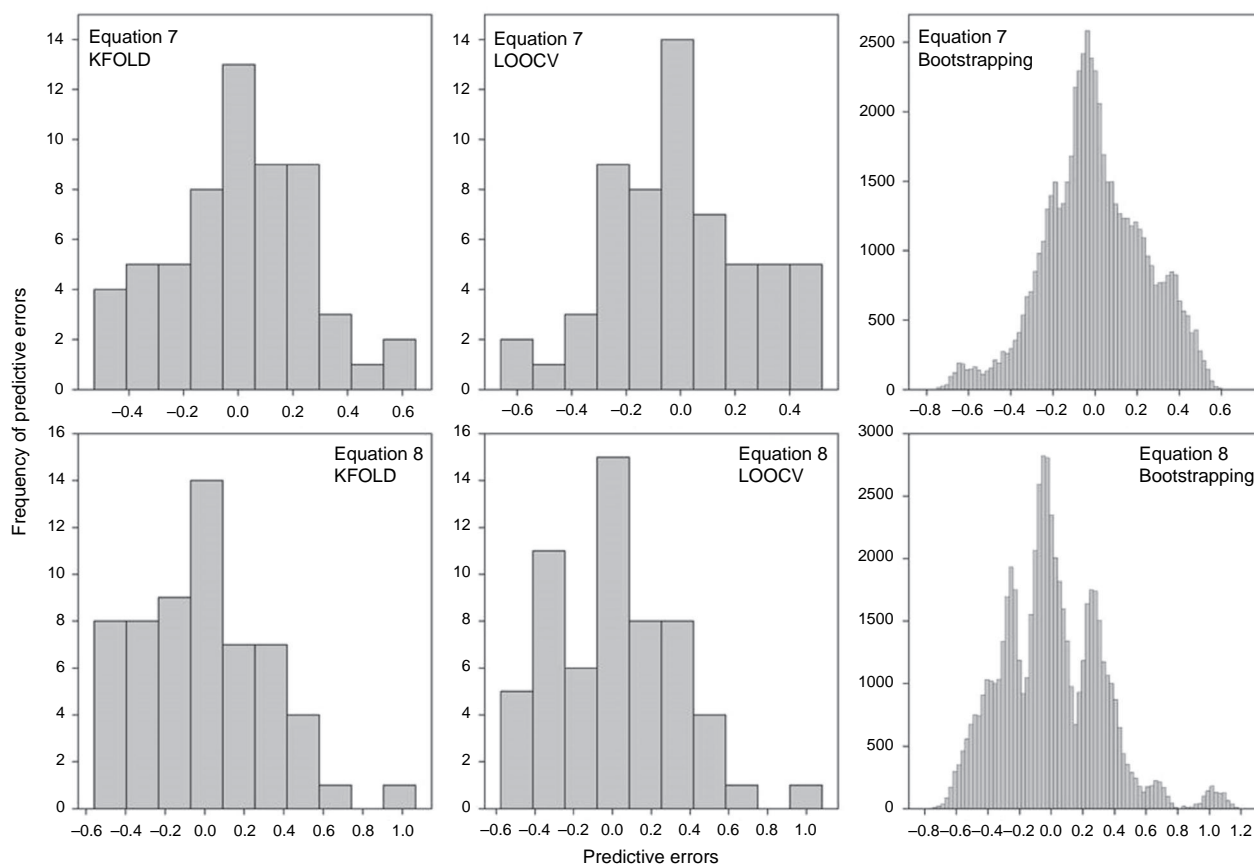 Frequency of predictive errors
Equation 7
KFOLD
14
12
10
8
6
4
2
0
–0.4 –0.2 0.0 0.2 0.4 0.6
Equation 7
LOOCV
14
12
10
8
6
4
2
0
–0.6 –0.4 –0.2 0.0 0.2 0.4
Equation 7
Bootstrapping
2500
2000
1500
1000
500
0
–0.8 –0.6 –0.4 –0.2 0.0 0.2 0.4 0.6
Equation 8
KFOLD
16
14
12
10
8
6
4
2
0
–0.6 –0.4 –0.2 0.0 0.2 0.4 0.6 0.8 1.0
Equation 8
LOOCV
16
14
12
10
8
6
4
2
0
–0.6 –0.4 –0.2 0.0 0.2 0.4 0.6 0.8 1.0
Equation 8
Bootstrapping
3000
2500
2000
1500
1000
500
0
–0.8 –0.6 –0.4 –0.2 0.0 0.2 0.4 0.6 0.8 1.0 1.2
Predictive errors